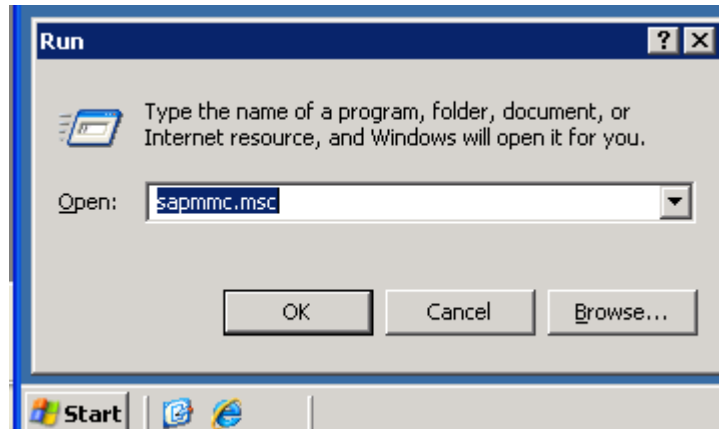 Run
Type the name of a program, folder, document, or
Internet resource, and Windows will open it for you.
Open: sapmmc.msc
OK Cancel Browse...
Start